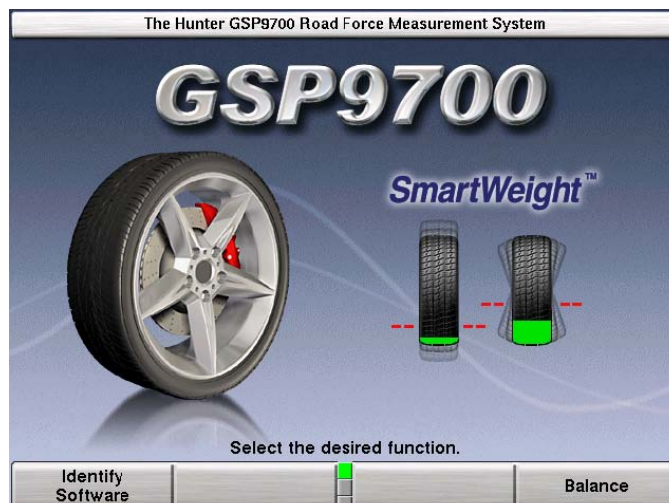 The Hunter GSP9700 Road Force Measurement System
GSP9700
SmartWeight™
Select the desired function.
Identify
Software
Balance